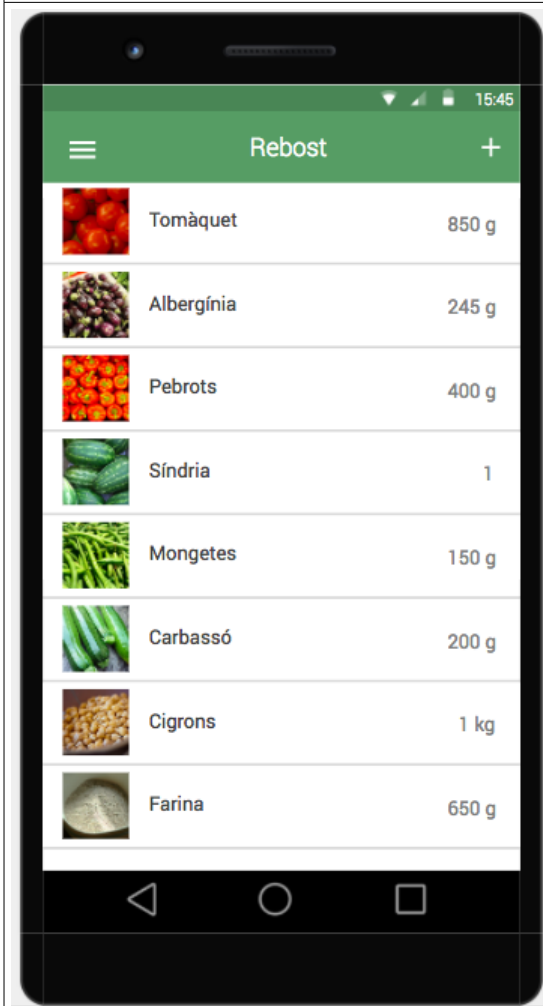 15:45
Rebost +
Tomàquet 850 g
Albergínia 245 g
Pebrots 400 g
Síndria 1
Mongetes 150 g
Carbassó 200 g
Cigrons 1 kg
Farina 650 g